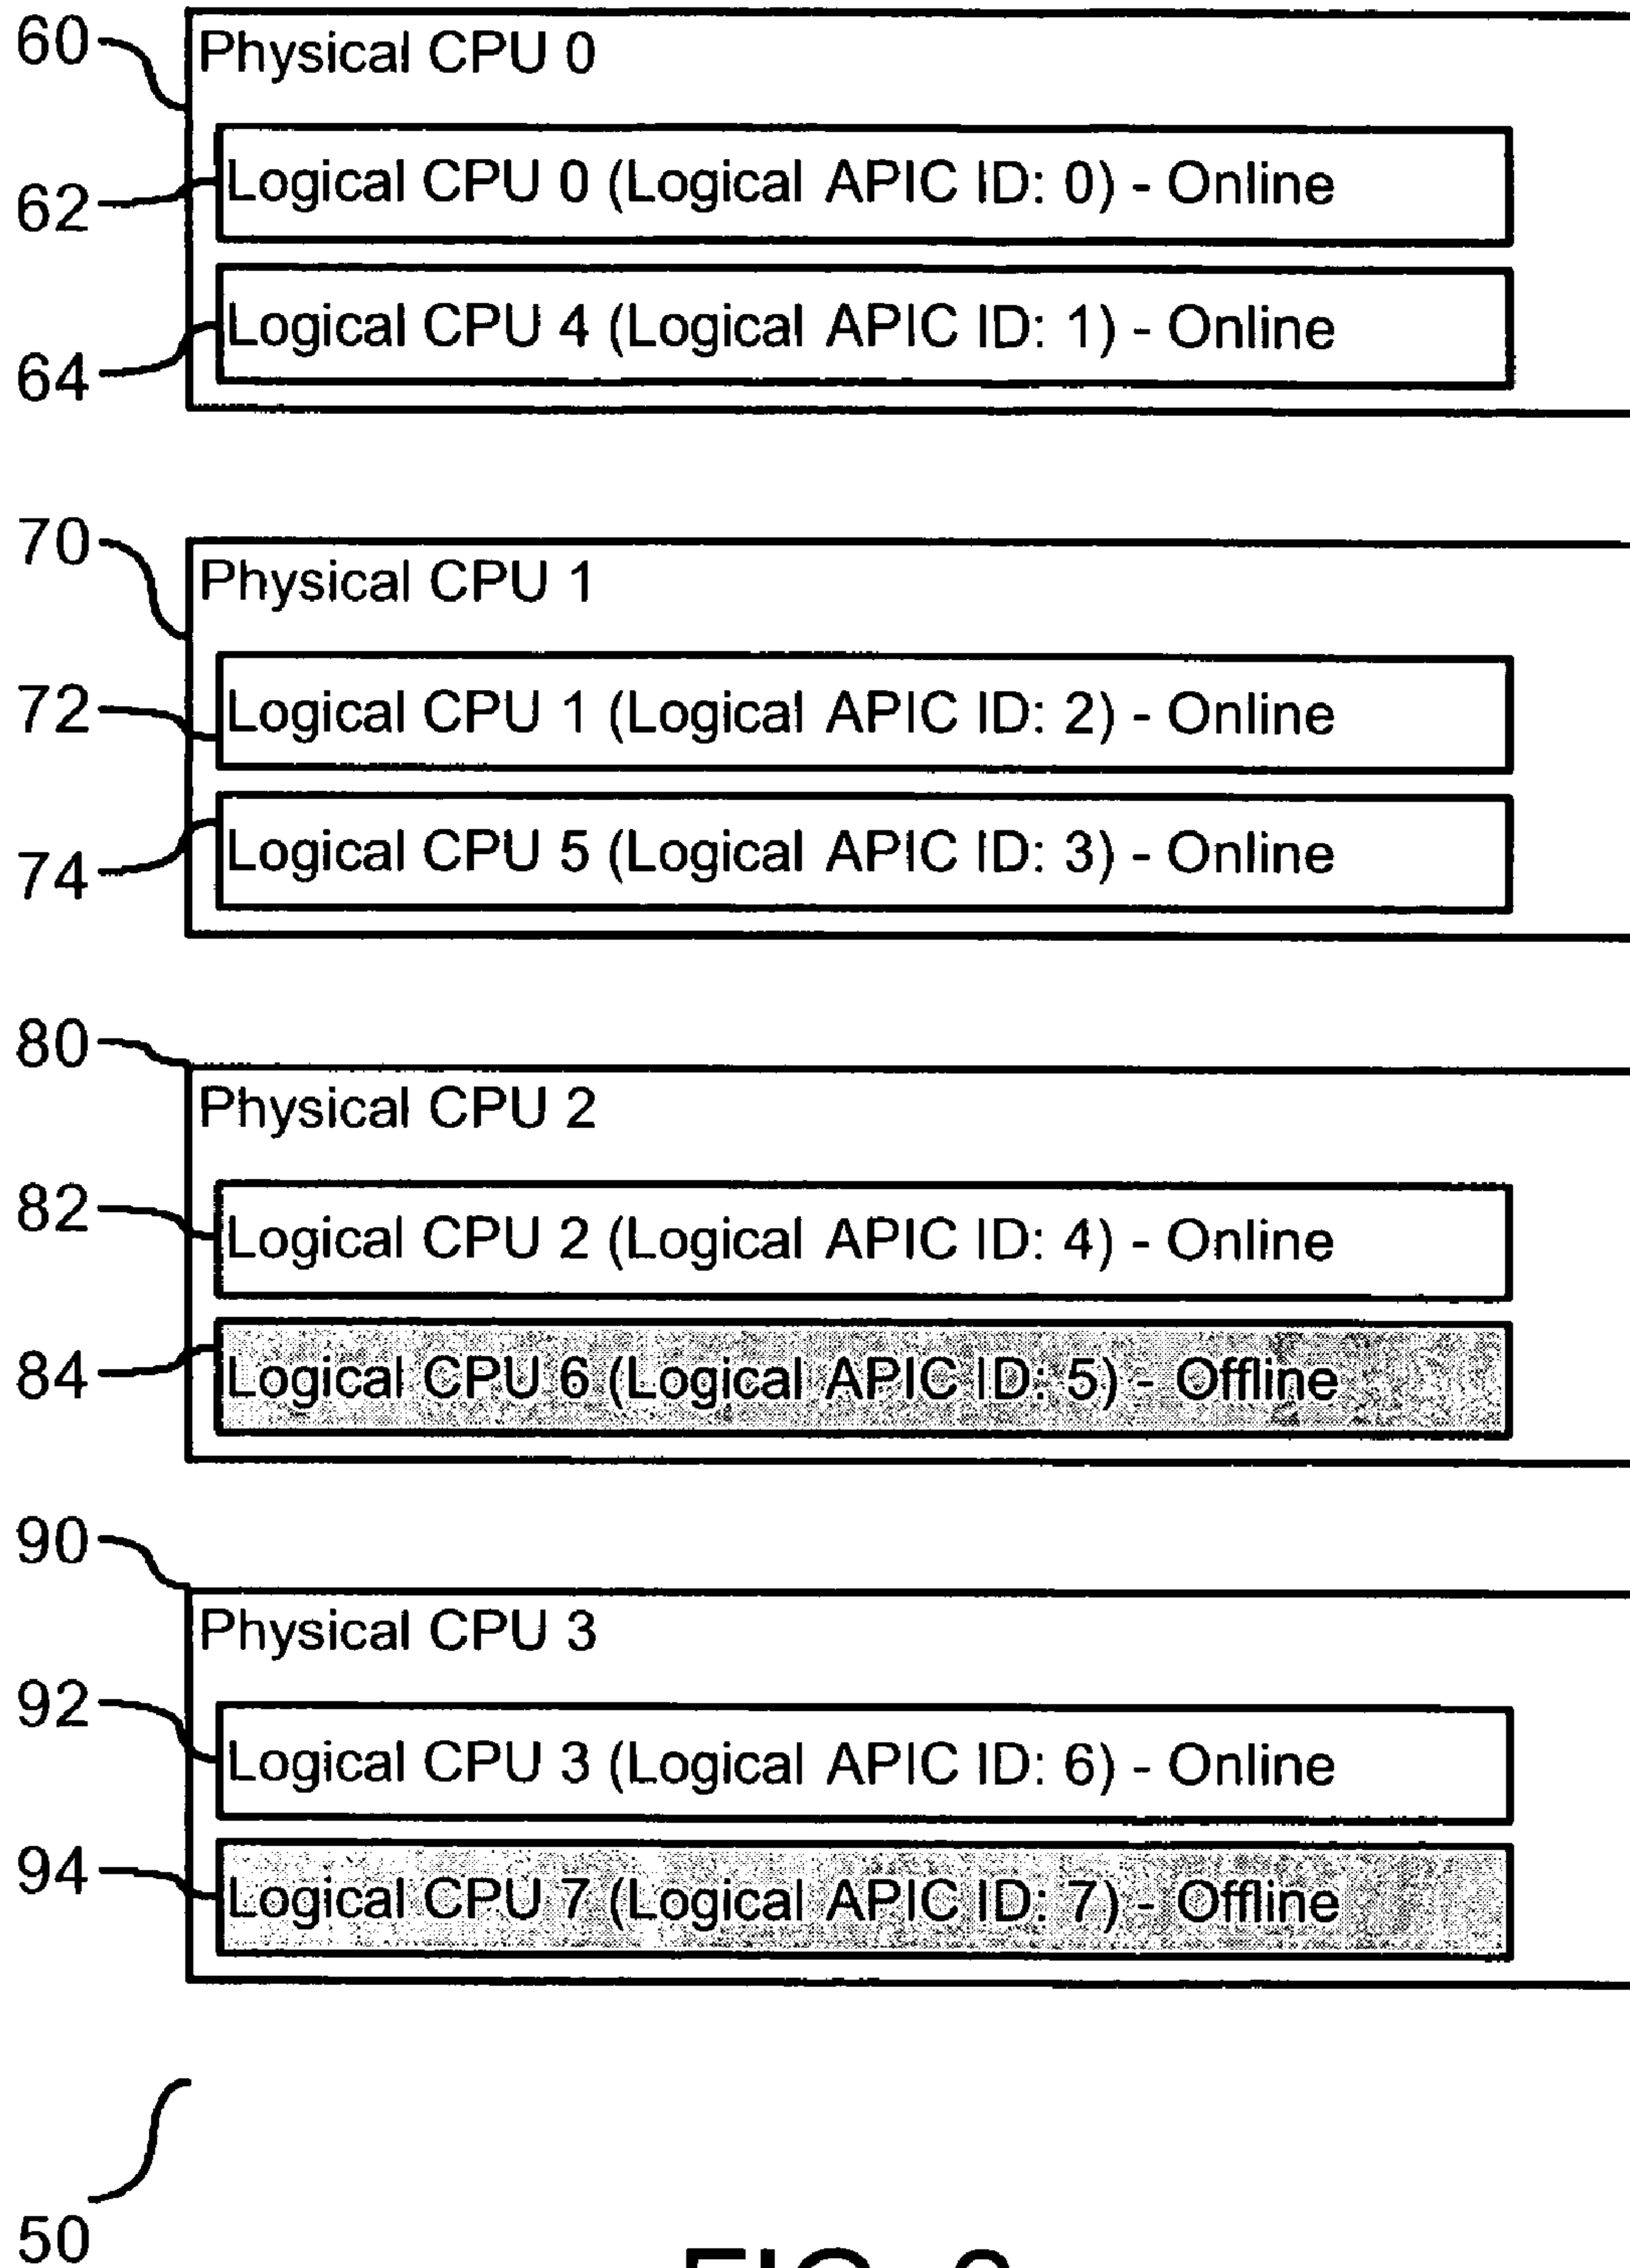 60
Physical CPU 0
62
Logical CPU 0 (Logical APIC ID: 0) - Online
64
Logical CPU 4 (Logical APIC ID: 1) - Online
70
Physical CPU 1
72
Logical CPU 1 (Logical APIC ID: 2) - Online
74
Logical CPU 5 (Logical APIC ID: 3) - Online
80
Physical CPU 2
82
Logical CPU 2 (Logical APIC ID: 4) - Online
84
Logical CPU 6 (Logical APIC ID: 5) - Offline
90
Physical CPU 3
92
Logical CPU 3 (Logical APIC ID: 6) - Online
94
Logical CPU 7 (Logical APIC ID: 7) - Offline
50